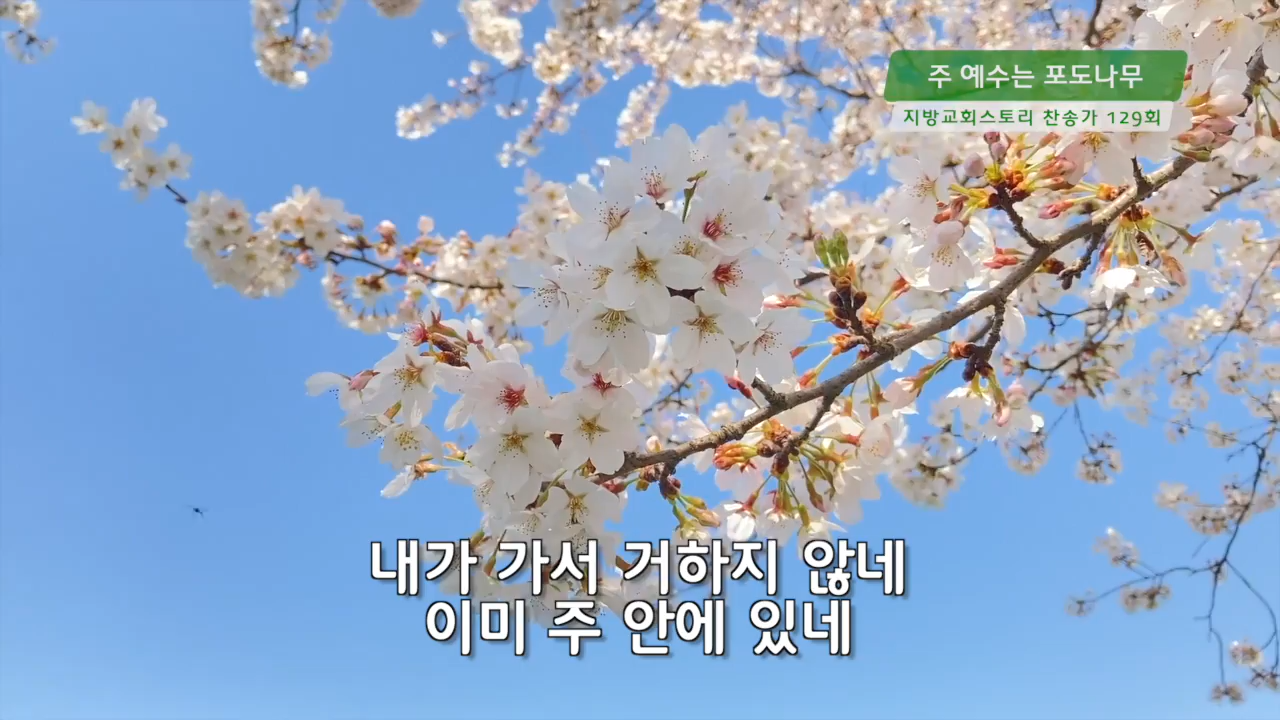 주 예수는 포도나무
지방교회스토리 찬송가 129회
내가 가서 거하지 않네
이미 주 안에 있네